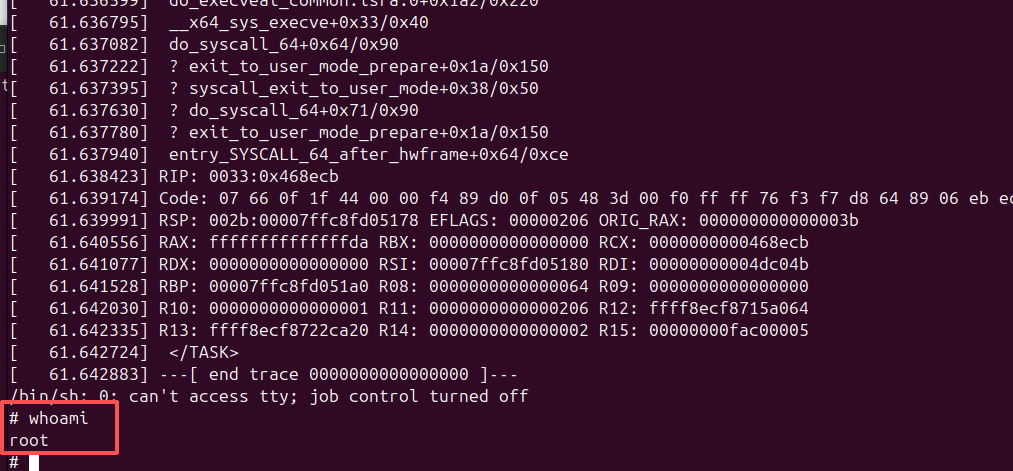 [   61.636399]  do_execveat_common.isra.0+0x1a2/0x220
[   61.636795]  __x64_sys_execve+0x33/0x40
[   61.637082]  do_syscall_64+0x64/0x90
[   61.637222]  ? exit_to_user_mode_prepare+0x1a/0x150
[   61.637395]  ? syscall_exit_to_user_mode+0x38/0x50
[   61.637630]  ? do_syscall_64+0x71/0x90
[   61.637780]  ? exit_to_user_mode_prepare+0x1a/0x150
[   61.637940]  entry_SYSCALL_64_after_hwframe+0x64/0xce
[   61.638423] RIP: 0033:0x468ecb
[   61.639174] Code: 07 66 0f 1f 44 00 00 f4 89 d0 0f 05 48 3d 00 f0 ff ff 76 f3 f7 d8 64 89 06 eb
[   61.639991] RSP: 002b:00007ffc8fd05178 EFLAGS: 00000206 ORIG_RAX: 000000000000003b
[   61.640556] RAX: ffffffffffffffda RBX: 0000000000000000 RCX: 0000000000468ecb
[   61.641077] RDX: 0000000000000000 RSI: 00007ffc8fd05180 RDI: 00000000004dc04b
[   61.641528] RBP: 00007ffc8fd051a0 R08: 0000000000000064 R09: 0000000000000000
[   61.642030] R10: 0000000000000001 R11: 0000000000000206 R12: ffff8ecf8715a064
[   61.642335] R13: ffff8ecf8722ca20 R14: 0000000000000002 R15: 00000000fac00005
[   61.642724]  </TASK>
[   61.642883] ---[ end trace 0000000000000000 ]---
/bin/sh: 0: can't access tty; job control turned off
# whoami
root
#